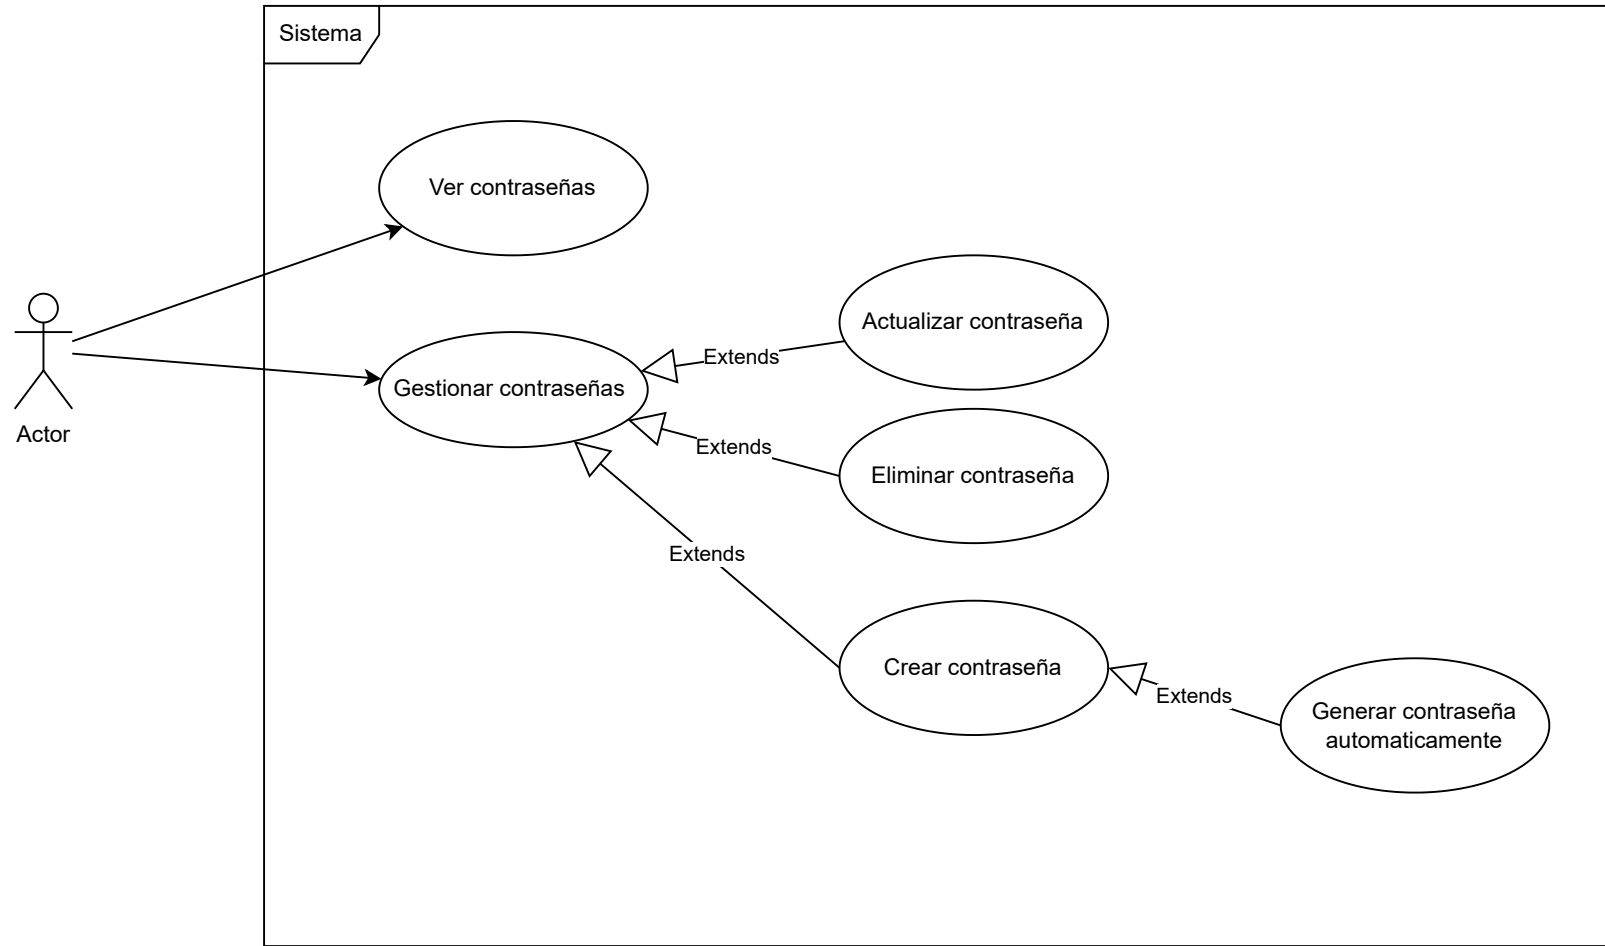 Sistema
Ver contraseñas
Actualizar contraseña
Extends
Gestionar contraseñas
Actor
Extends
Eliminar contraseña
Extends
Crear contraseña
Extends
Generar contraseña
automaticamente